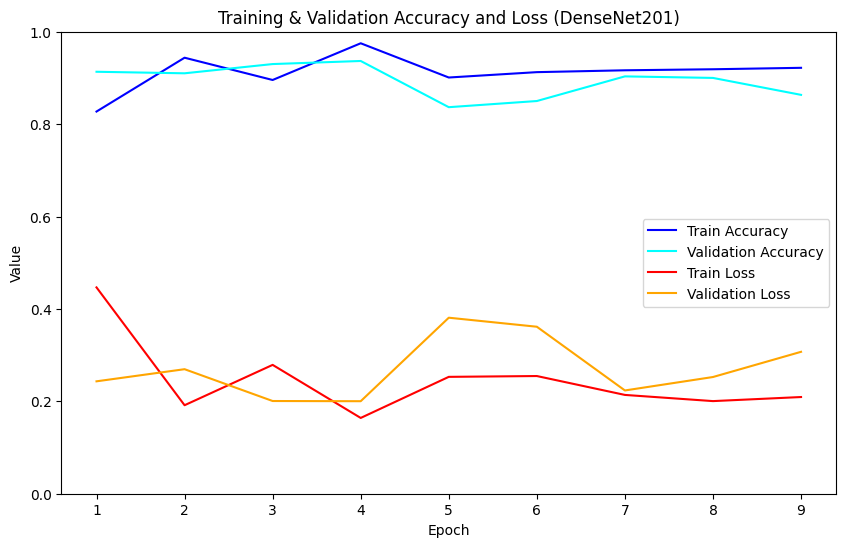 Training & Validation Accuracy and Loss (DenseNet201)
1.0
0.8
0.6
0.4
0.2
0.0
Value
Train Accuracy
Validation Accuracy
Train Loss
Validation Loss
1 2 3 4 5 6 7 8 9
Epoch